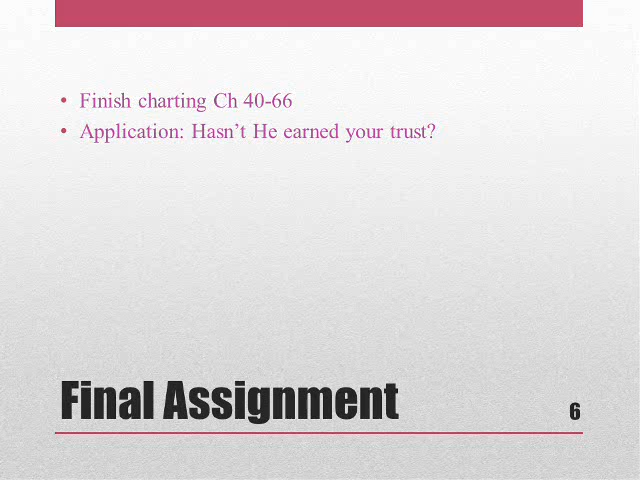 • Finish charting Ch 40-66
• Application: Hasn’t He earned your trust?
Final Assignment
6